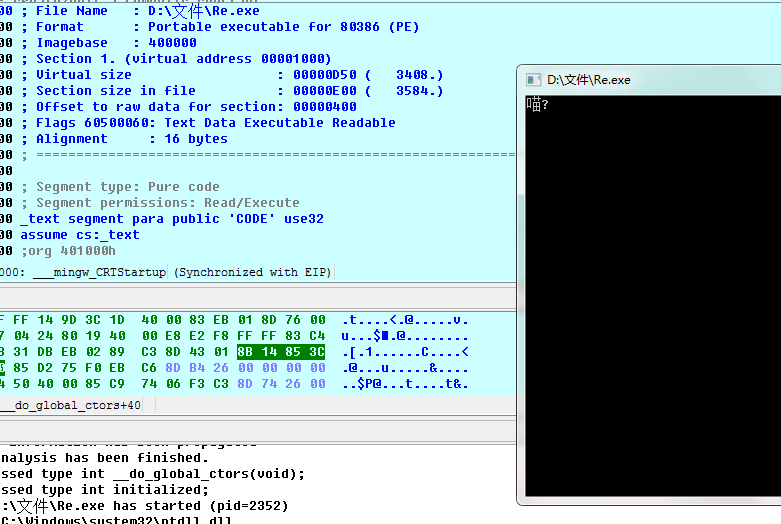 00 ; File Name   : D:\文件\Re.exe
00 ; Format      : Portable executable for 80386 (PE)
00 ; Imagebase   : 400000
00 ; Section 1. (virtual address 00001000)
00 ; Virtual size                  : 00000D50 (   3408.)
00 ; Section size in file          : 00000E00 (   3584.)
00 ; Offset to raw data for section: 00000400
00 ; Flags 60500060: Text Data Executable Readable
00 ; Alignment     : 16 bytes
00 ; ===========================================================
00
00 ; Segment type: Pure code
00 ; Segment permissions: Read/Execute
00 _text segment para public 'CODE' use32
00 assume cs:_text
00 ;org 401000h
000: ___mingw_CRTStartup (Synchronized with EIP)
F FF 14 9D 3C 1D  40 00 83 EB 01 8D 76 00  .t....<.@.....v.
7 04 24 80 19 40  00 E8 E2 F8 FF FF 83 C4  u...$.@........
B 31 DB EB 02 89  C3 8D 43 01 8B 14 85 3C  .[.1......C....<
85 D2 75 F0 EB  C6 8D B4 26 00 00 00 00  .@...u.....&....
4 50 40 00 85 C9  74 06 F3 C3 8D 74 26 00  ..$P@...t....t&.
__do_global_ctors+40
nalysis has been finished.
ssed type int __do_global_ctors(void);
ssed type int initialized;
:\文件\Re.exe has started (pid=2352)
C:\Windows\system32\ntdll.dll
D:\文件\Re.exe
喵?